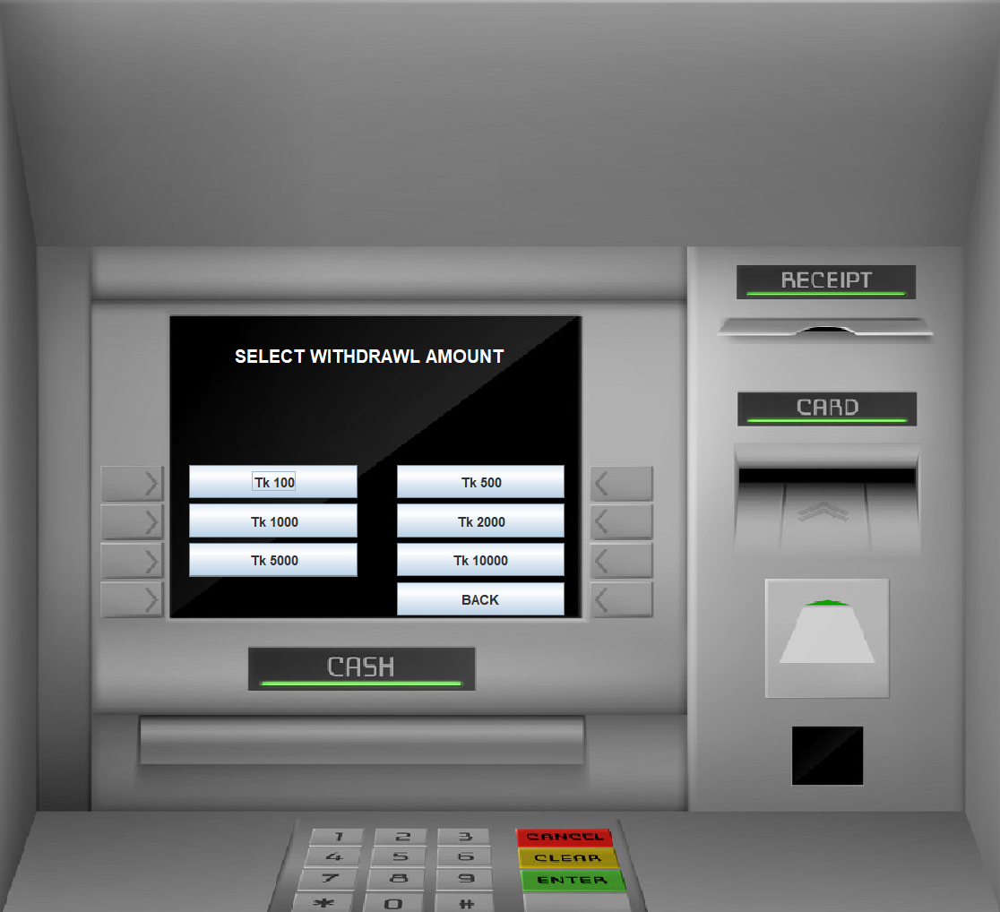 RECEIPT
SELECT WITHDRAWL AMOUNT
CARD
Tk 100
Tk 500
Tk 1000
Tk 2000
Tk 5000
Tk 10000
BACK
CASH
1 2 3 CANCEL
4 5 6 CLEAR
7 8 9 ENTER
* 0 #